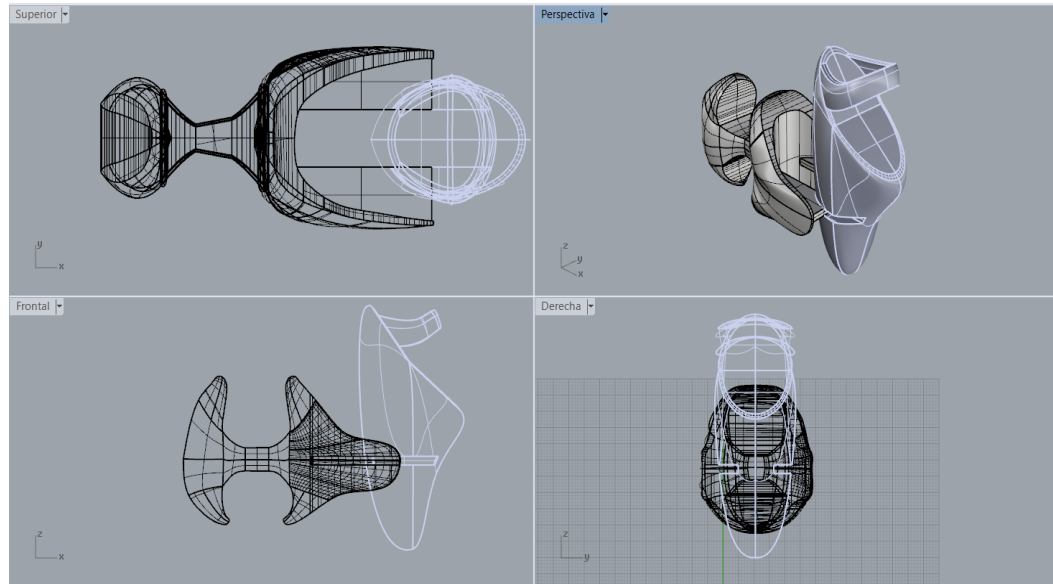 Superior
Perspectiva
y
x
z
y
x
Frontal
Derecha
z
x
z
y